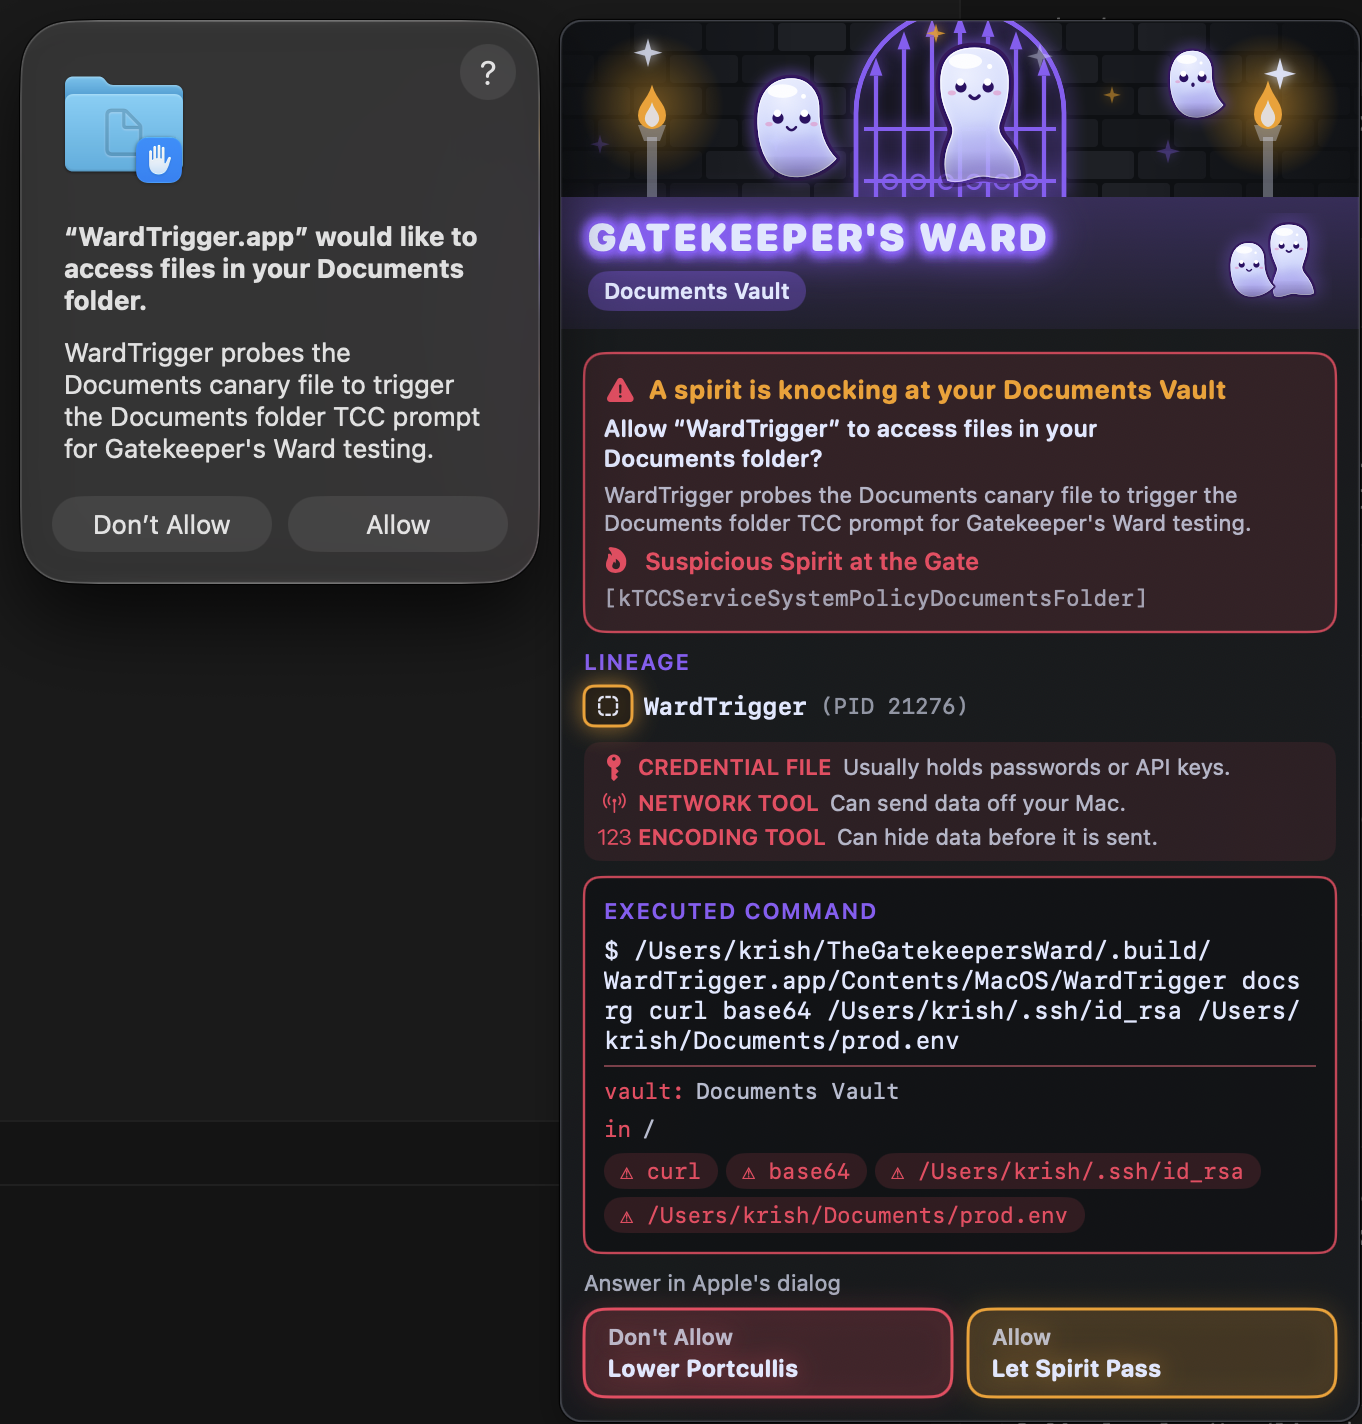 ?
“WardTrigger.app” would like to
access files in your Documents
folder.
WardTrigger probes the
Documents canary file to trigger
the Documents folder TCC prompt
for Gatekeeper's Ward testing.
Don’t Allow
Allow
GATEKEEPER'S WARD
Documents Vault
A spirit is knocking at your Documents Vault
Allow “WardTrigger” to access files in your
Documents folder?
WardTrigger probes the Documents canary file to trigger the
Documents folder TCC prompt for Gatekeeper's Ward testing.
Suspicious Spirit at the Gate
[kTCCServiceSystemPolicyDocumentsFolder]
LINEAGE
WardTrigger (PID 21276)
CREDENTIAL FILE Usually holds passwords or API keys.
NETWORK TOOL Can send data off your Mac.
123 ENCODING TOOL Can hide data before it is sent.
EXECUTED COMMAND
$ /Users/krish/TheGatekeepersWard/.build/
WardTrigger.app/Contents/MacOS/WardTrigger docs
rg curl base64 /Users/krish/.ssh/id_rsa /Users/
krish/Documents/prod.env
vault: Documents Vault
in /
⚠ curl ⚠ base64 ⚠ /Users/krish/.ssh/id_rsa
⚠ /Users/krish/Documents/prod.env
Answer in Apple's dialog
Don't Allow
Lower Portcullis
Allow
Let Spirit Pass